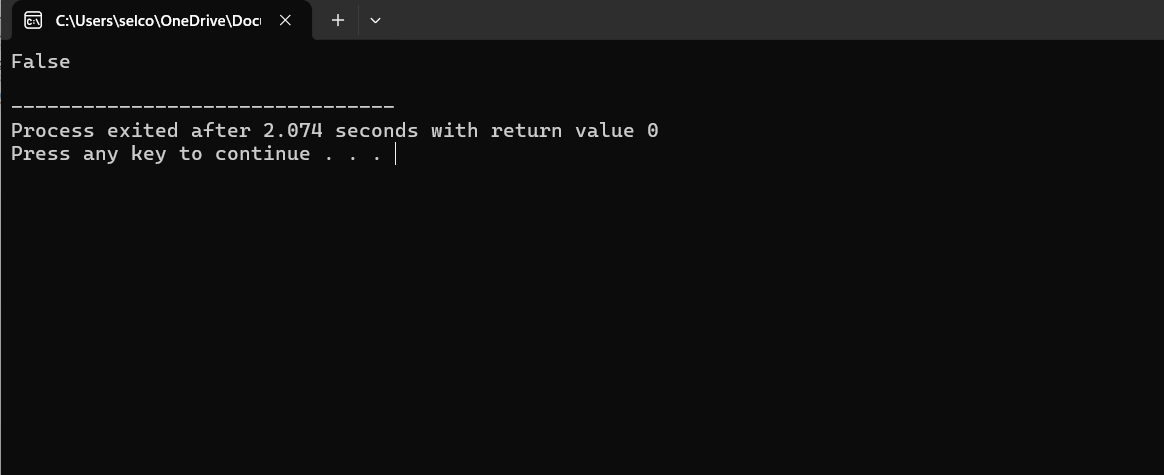 C:\Users\selco\OneDrive\Doc
False
--------------------------------
Process exited after 2.074 seconds with return value 0
Press any key to continue . . .